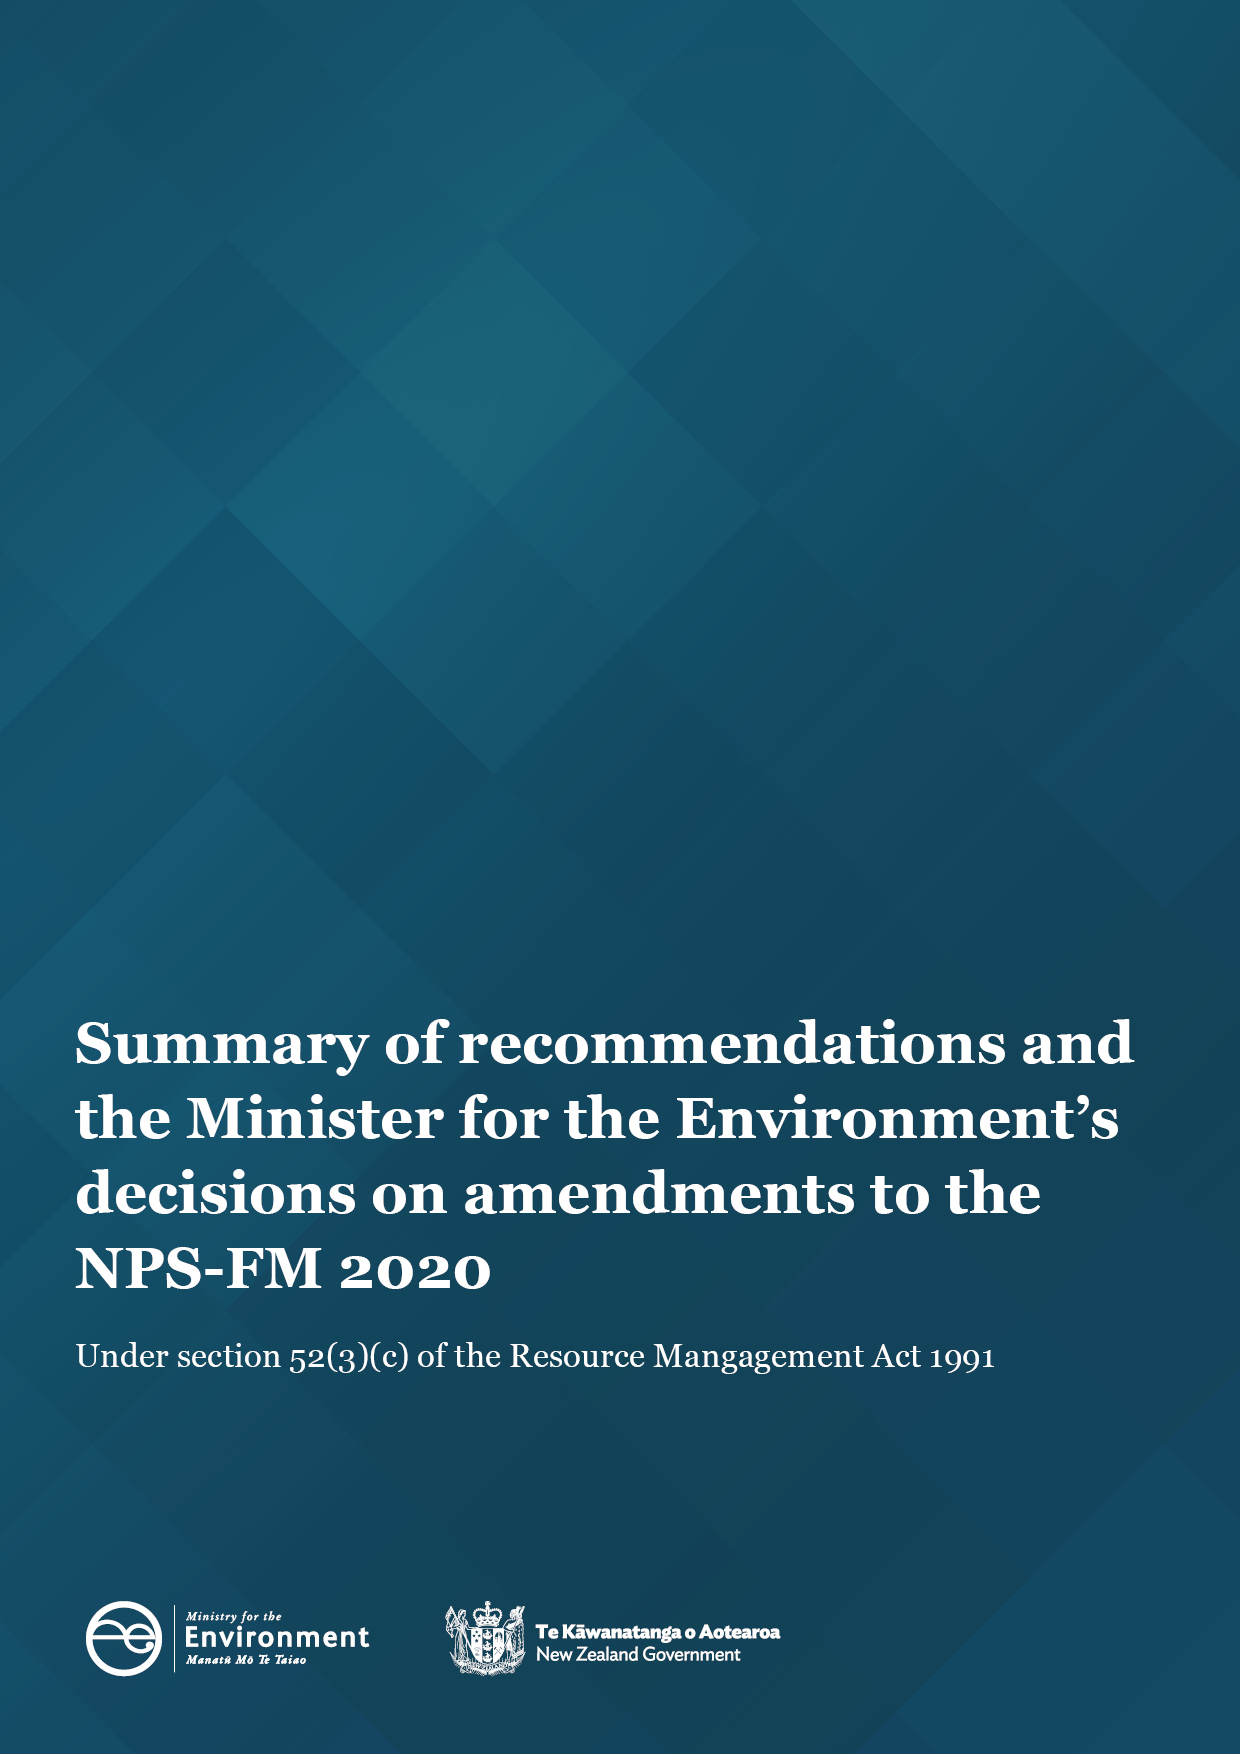 Summary of recommendations and
the Minister for the Environment’s
decisions on amendments to the
NPS-FM 2020
Under section 52(3)(c) of the Resource Mangagement Act 1991
Ministry for the
Environment
Manatū Mō Te Taiao
Te Kāwanatanga o Aotearoa
New Zealand Government